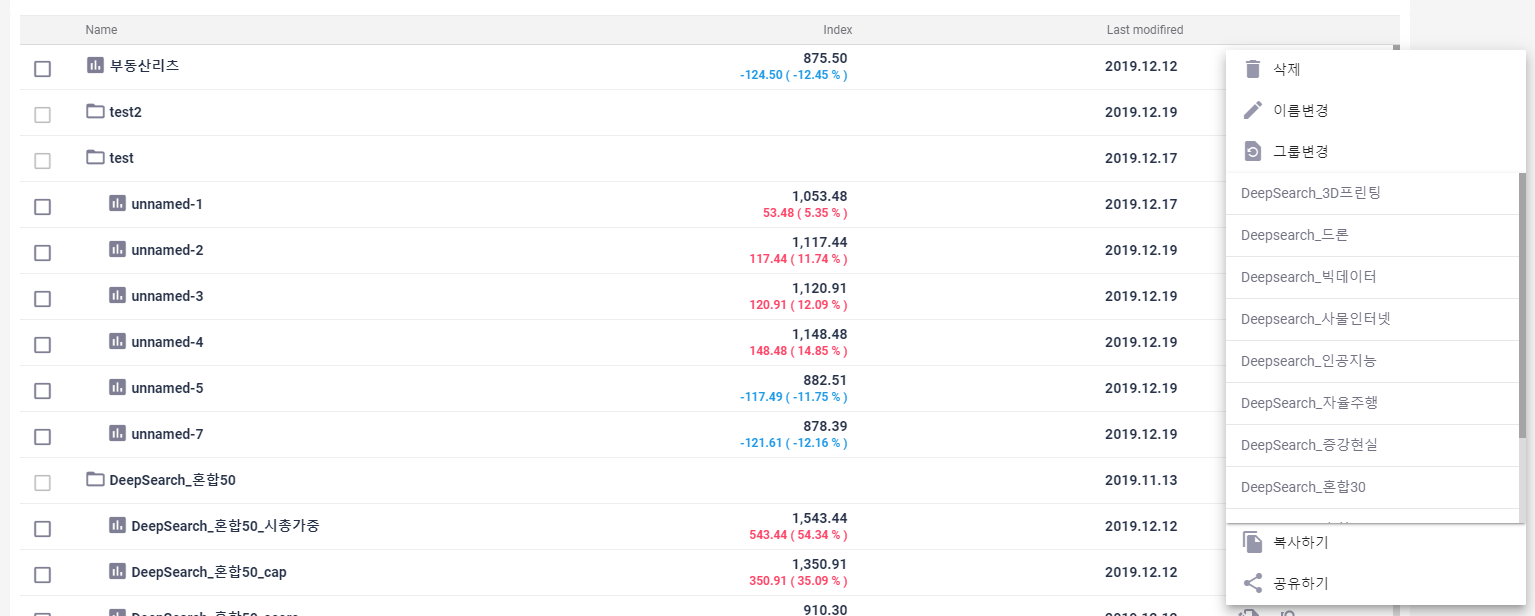 Name Index Last modifired
부동산리츠 875.50 2019.12.12
-124.50 ( -12.45 % )
test2 2019.12.19
test 2019.12.17
unnamed-1 1,053.48 2019.12.17
53.48 ( 5.35 % )
unnamed-2 1,117.44 2019.12.19
117.44 ( 11.74 % )
unnamed-3 1,120.91 2019.12.19
120.91 ( 12.09 % )
unnamed-4 1,148.48 2019.12.19
148.48 ( 14.85 % )
unnamed-5 882.51 2019.12.19
-117.49 ( -11.75 % )
unnamed-7 878.39 2019.12.19
-121.61 ( -12.16 % )
DeepSearch_혼합50 2019.11.13
DeepSearch_혼합50_시총가중 1,543.44 2019.12.12
543.44 ( 54.34 % )
DeepSearch_혼합50_cap 1,350.91 2019.12.12
350.91 ( 35.09 % )
910.30
삭제
이름변경
그룹변경
DeepSearch_3D프린팅
Deepsearch_드론
Deepsearch_빅데이터
Deepsearch_사물인터넷
Deepsearch_인공지능
DeepSearch_자율주행
DeepSearch_증강현실
DeepSearch_혼합30
복사하기
공유하기